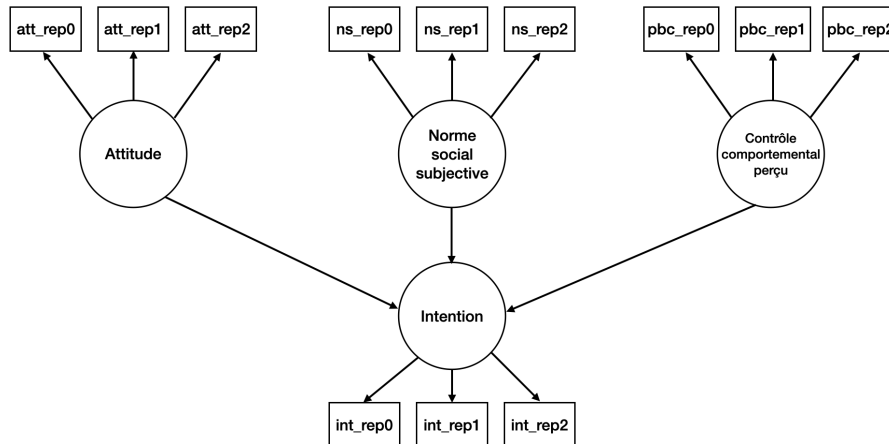 att_rep0 att_rep1 att_rep2 ns_rep0 ns_rep1 ns_rep2 pbc_rep0 pbc_rep1 pbc_rep2
Attitude
Norme
social
subjective
Contrôle
comportemental
perçu
Intention
int_rep0 int_rep1 int_rep2